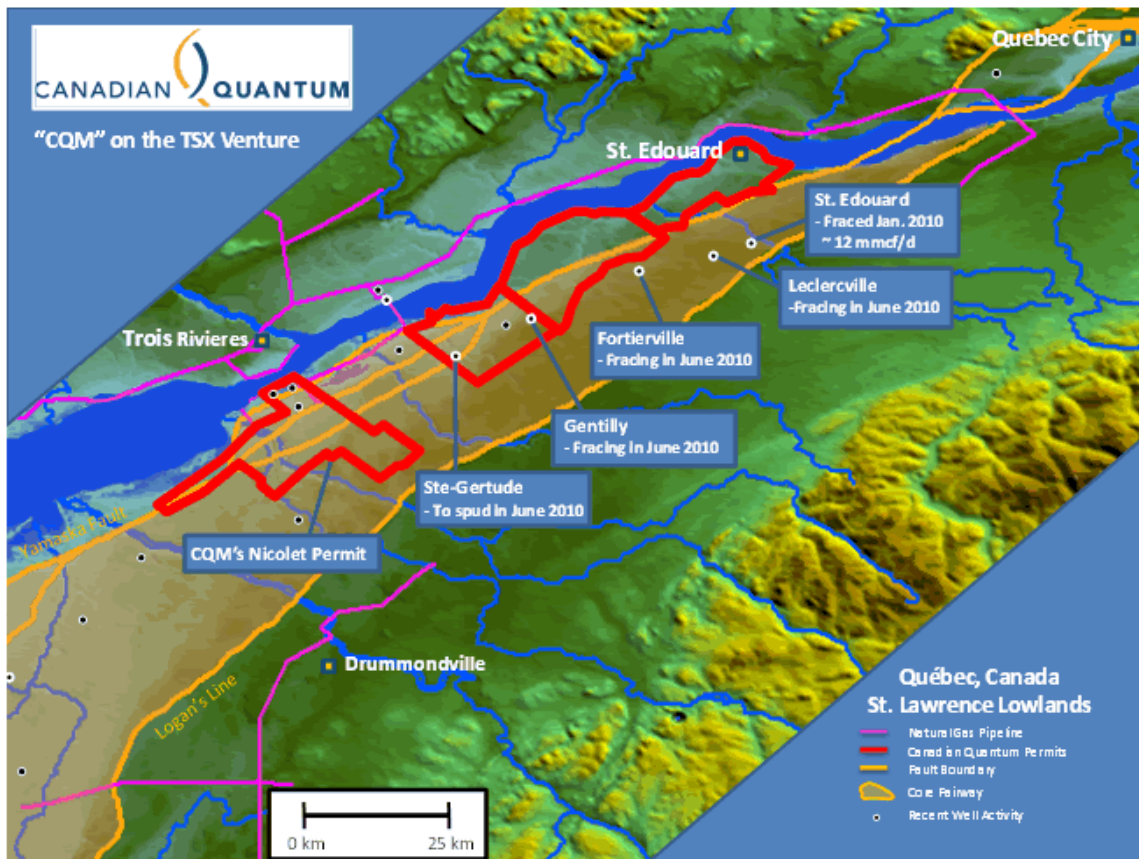 CANADIAN QUANTUM
"CQM" on the TSX Venture
Quebec City
St. Edouard
St. Edouard
- Fraced Jan. 2010
~ 12 mmcf/d
Leclercville
-Fracing in June 2010
Trois Rivieres
Fortierville
- Fracing in June 2010
Gentilly
- Fracing in June 2010
Ste-Gertude
- To spud in June 2010
Yamaska Fault
CQM's Nicolet Permit
Drummondville
Logan's Line
Québec, Canada
St. Lawrence Lowlands
Natural Gas Pipeline
Canadian Quantum Permits
Fault Boundary
Core Fairway
Recent Well Activity
0 km 25 km